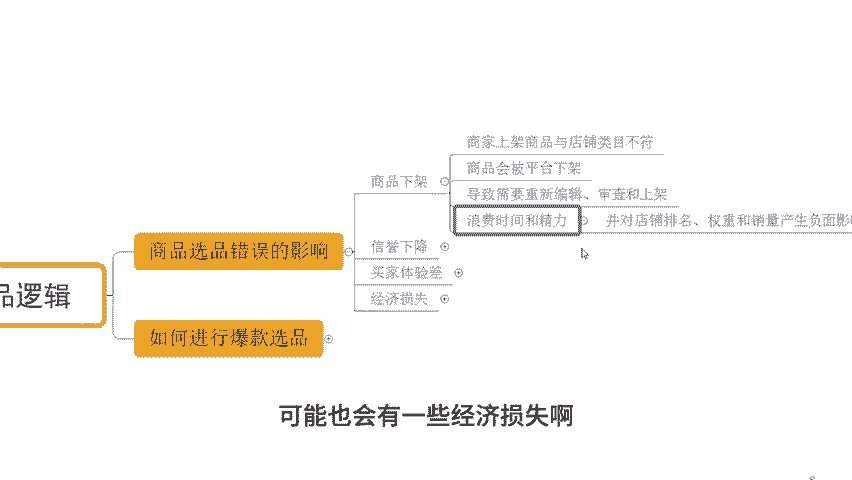 品逻辑
商品选品错误的影响
商品下架
商家上架商品与店铺类目不符
商品会被平台下架
导致需要重新编辑、审查和上架
浪费时间和精力
并对店铺排名、权重和销量产生负面影
信誉下降
买家体验差
经济损失
如何进行爆款选品
可能也会有一些经济损失啊